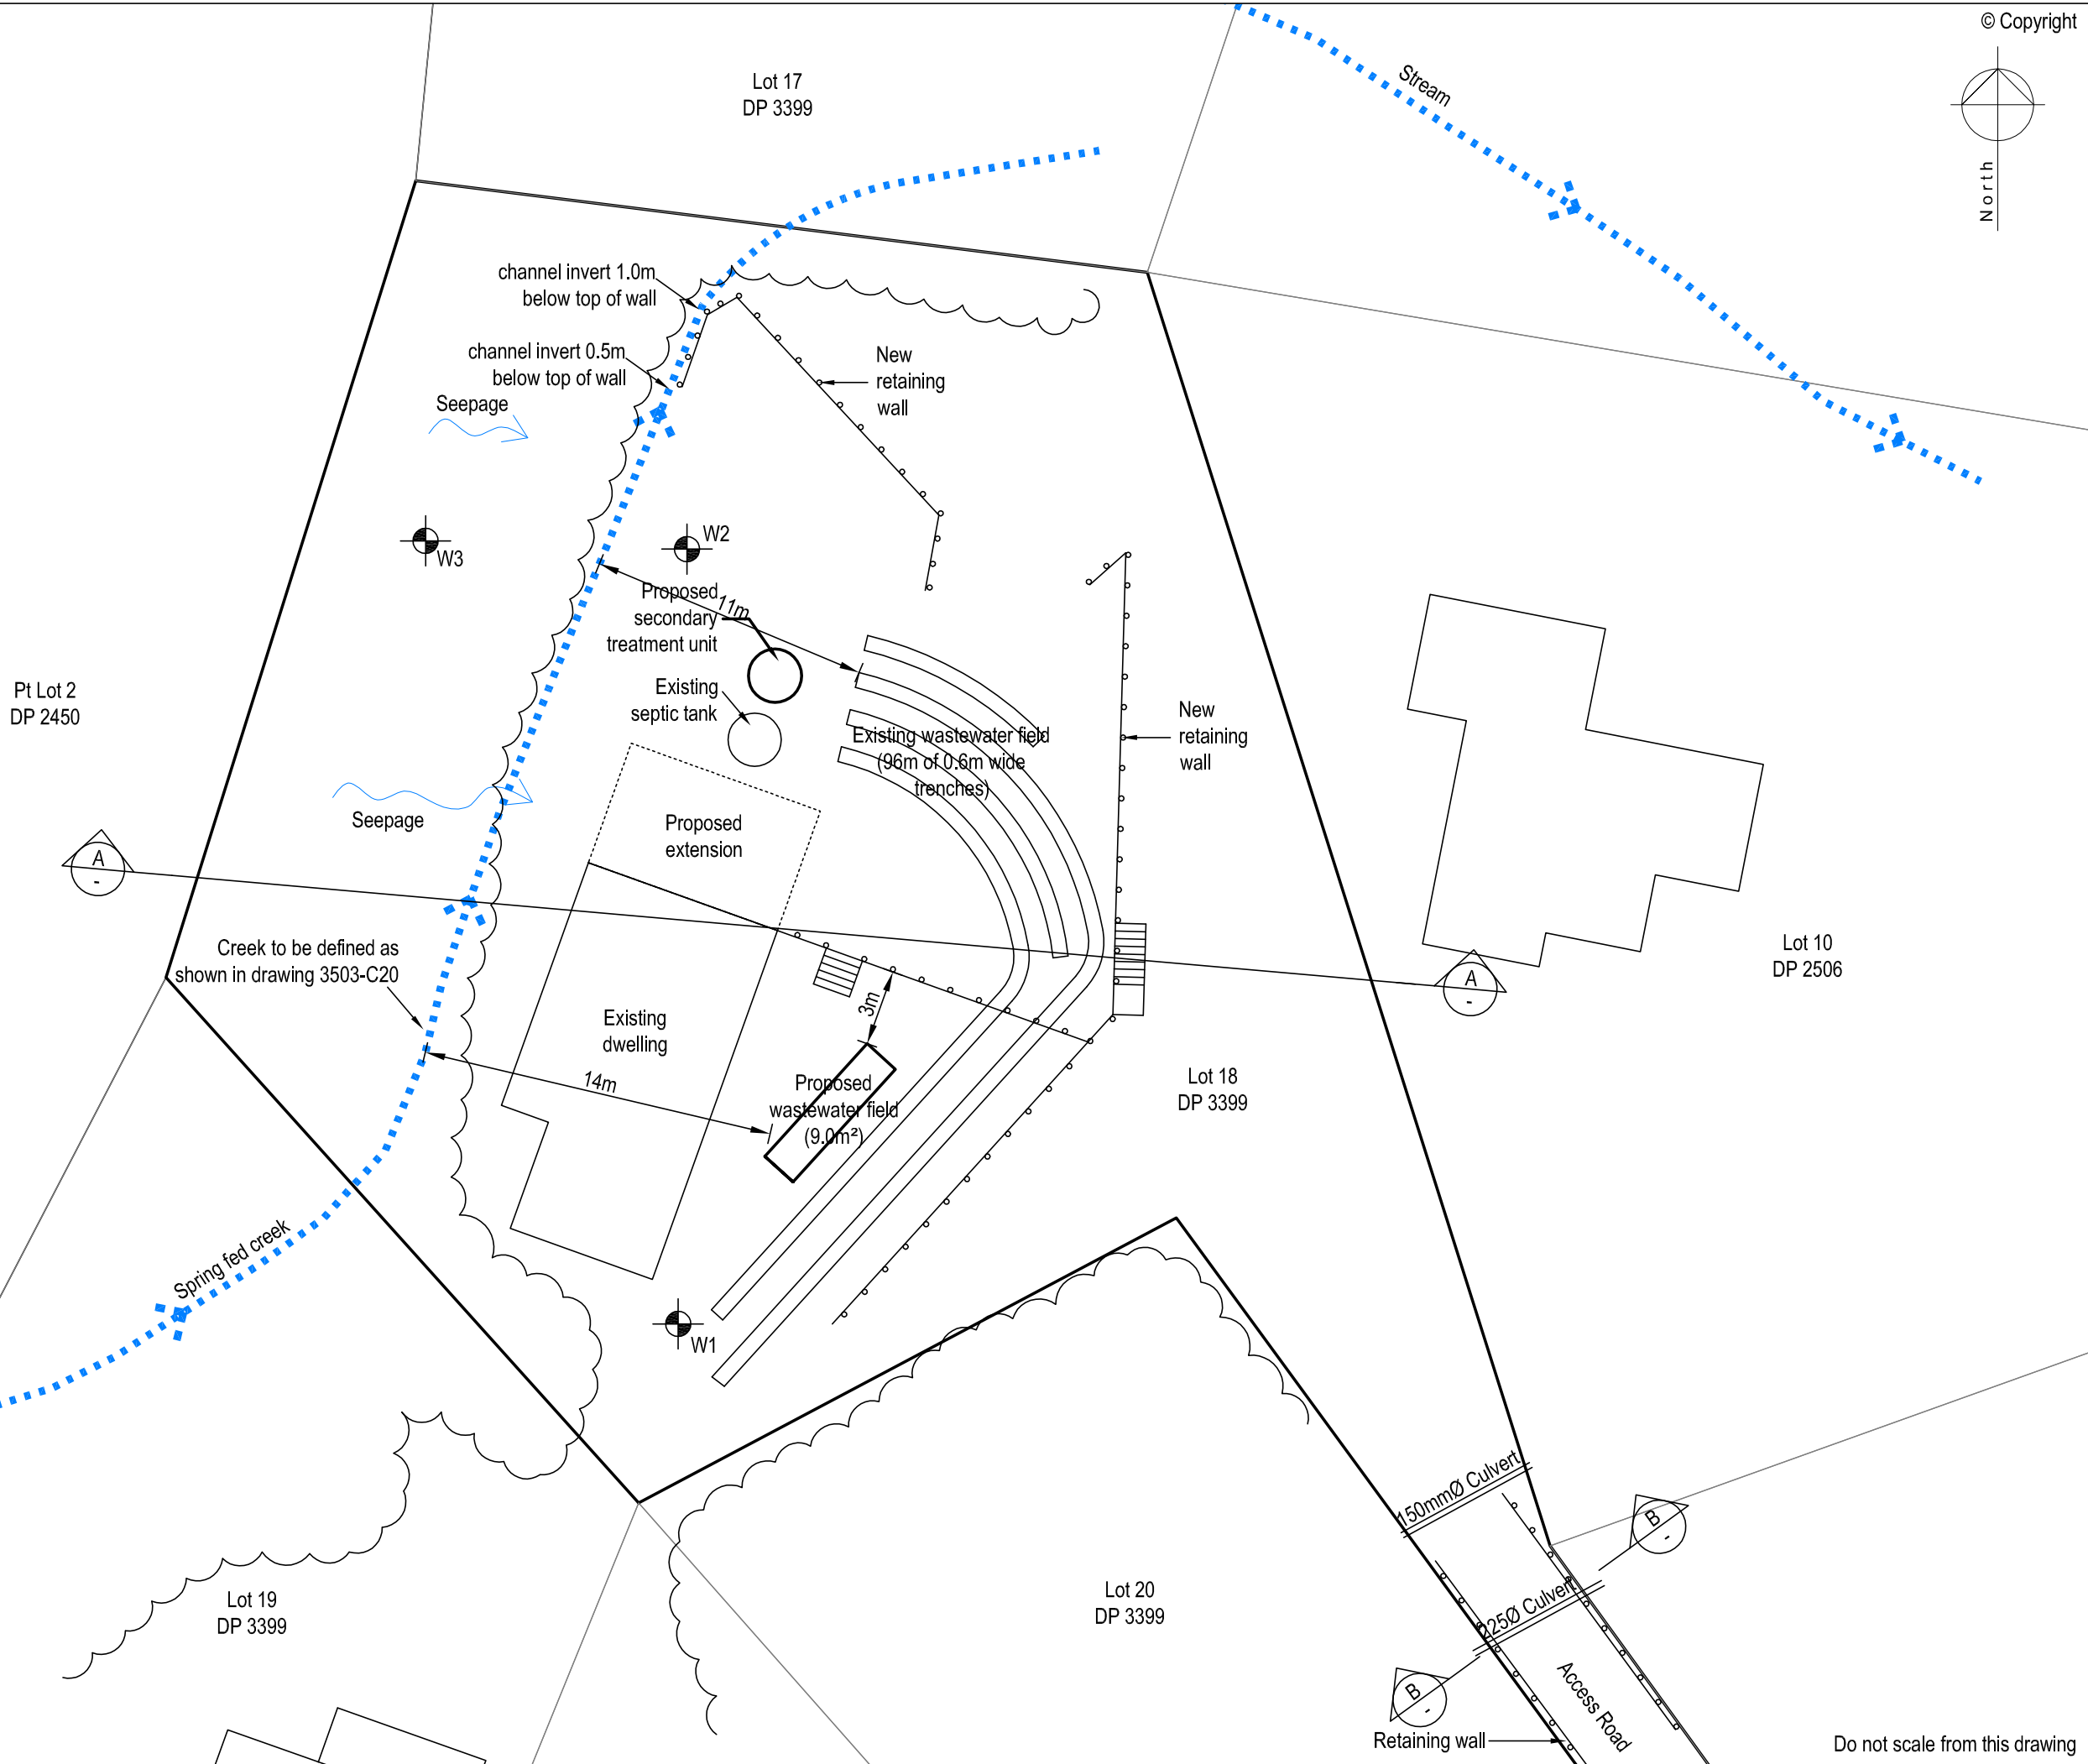 © Copyright
Lot 17
DP 3399
Stream
North
channel invert 1.0m
below top of wall
channel invert 0.5m
below top of wall
New
retaining
wall
Seepage
W3
W2
Proposed
secondary
treatment unit
11m
Existing
septic tank
Pt Lot 2
DP 2450
Existing wastewater field
(96m of 0.6m wide
trenches)
New
retaining
wall
Seepage
Proposed
extension
A
-
Creek to be defined as
shown in drawing 3503-C20
Lot 10
DP 2506
A
-
3m
Existing
dwelling
14m
Proposed
wastewater field
(9.0m²)
Lot 18
DP 3399
Spring fed creek
W1
150mmØ Culvert
B
-
225Ø Culvert
Lot 19
DP 3399
Lot 20
DP 3399
Access Road
B
-
Retaining wall
Do not scale from this drawing